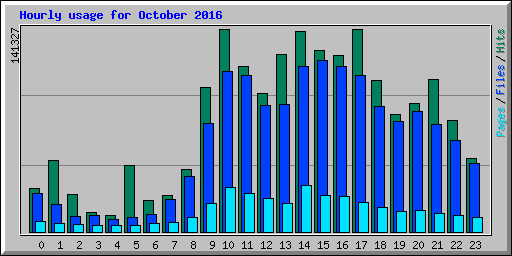 Hourly usage for October 2016
141327
Pages / Files / Hits
0 1 2 3 4 5 6 7 8 9 10 11 12 13 14 15 16 17 18 19 20 21 22 23